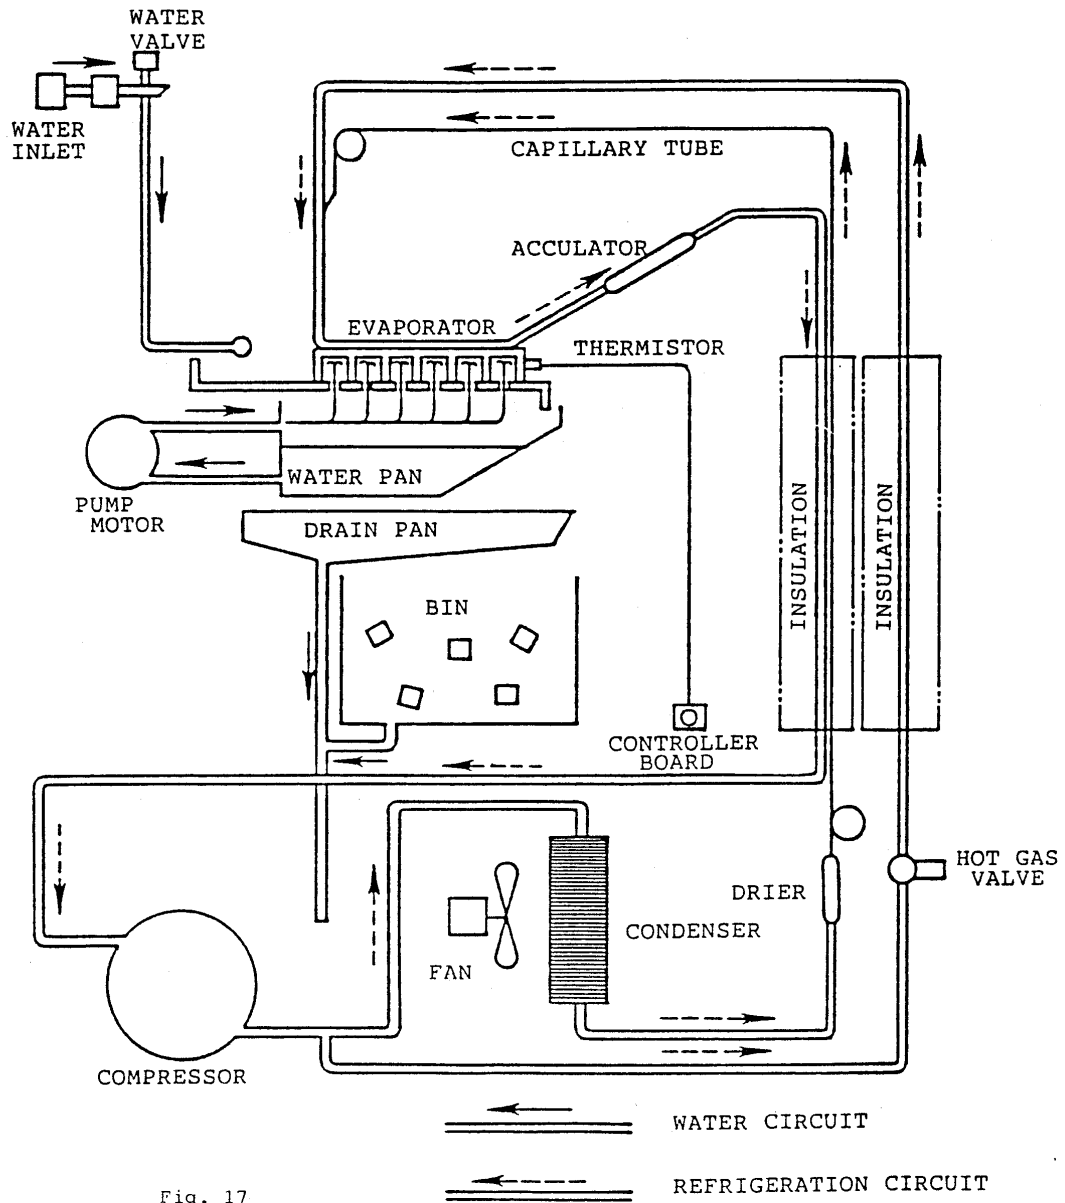 WATER
VALVE
WATER
INLET
CAPILLARY TUBE
ACCULATOR
EVAPORATOR
THERMISTOR
WATER PAN
PUMP
MOTOR
DRAIN PAN
INSULATION
INSULATION
BIN
CONTROLLER
BOARD
HOT GAS
VALVE
DRIER
CONDENSER
FAN
COMPRESSOR
WATER CIRCUIT
REFRIGERATION CIRCUIT
Fig. 17